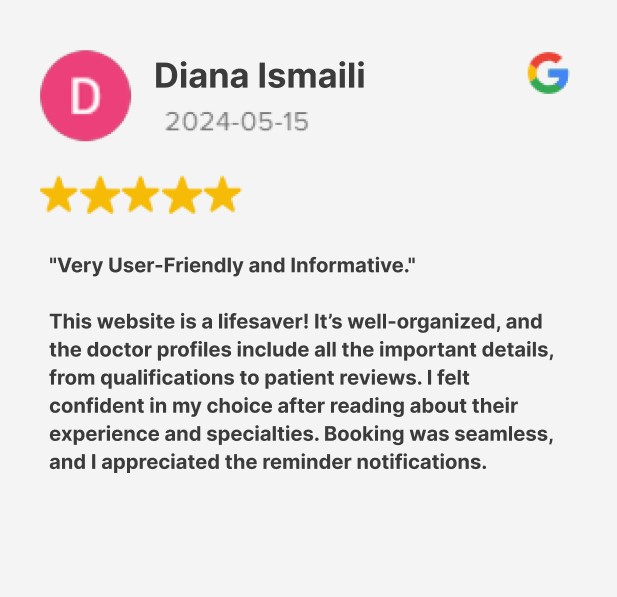 D
Diana Ismaili
G
2024-05-15
"Very User-Friendly and Informative."
This website is a lifesaver! It’s well-organized, and
the doctor profiles include all the important details,
from qualifications to patient reviews. I felt
confident in my choice after reading about their
experience and specialties. Booking was seamless,
and I appreciated the reminder notifications.